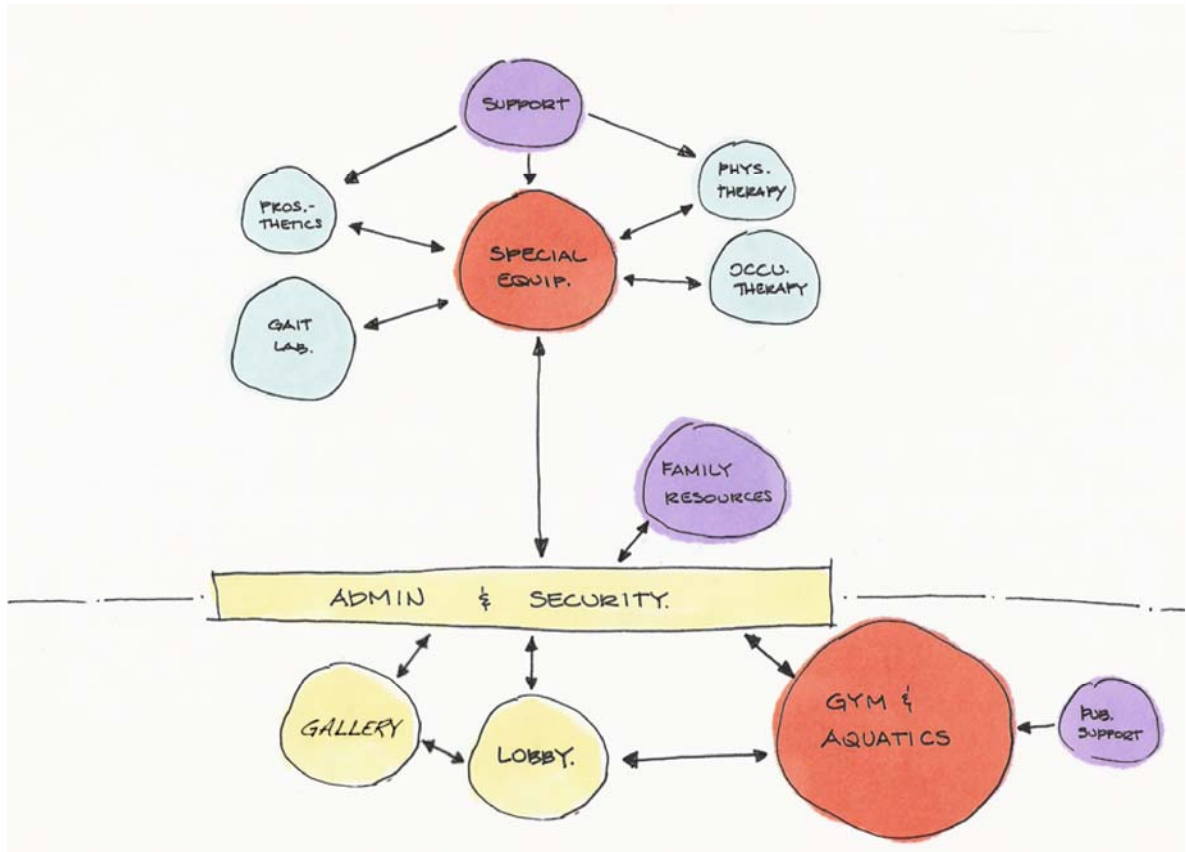 SUPPORT
PROS.-
THETICS
PHYS.
THERAPY
SPECIAL
EQUIP.
OCCU.
THERAPY
GAIT
LAB.
FAMILY
RESOURCES
ADMIN & SECURITY.
GALLERY
LOBBY.
GYM &
AQUATICS
PUB.
SUPPORT